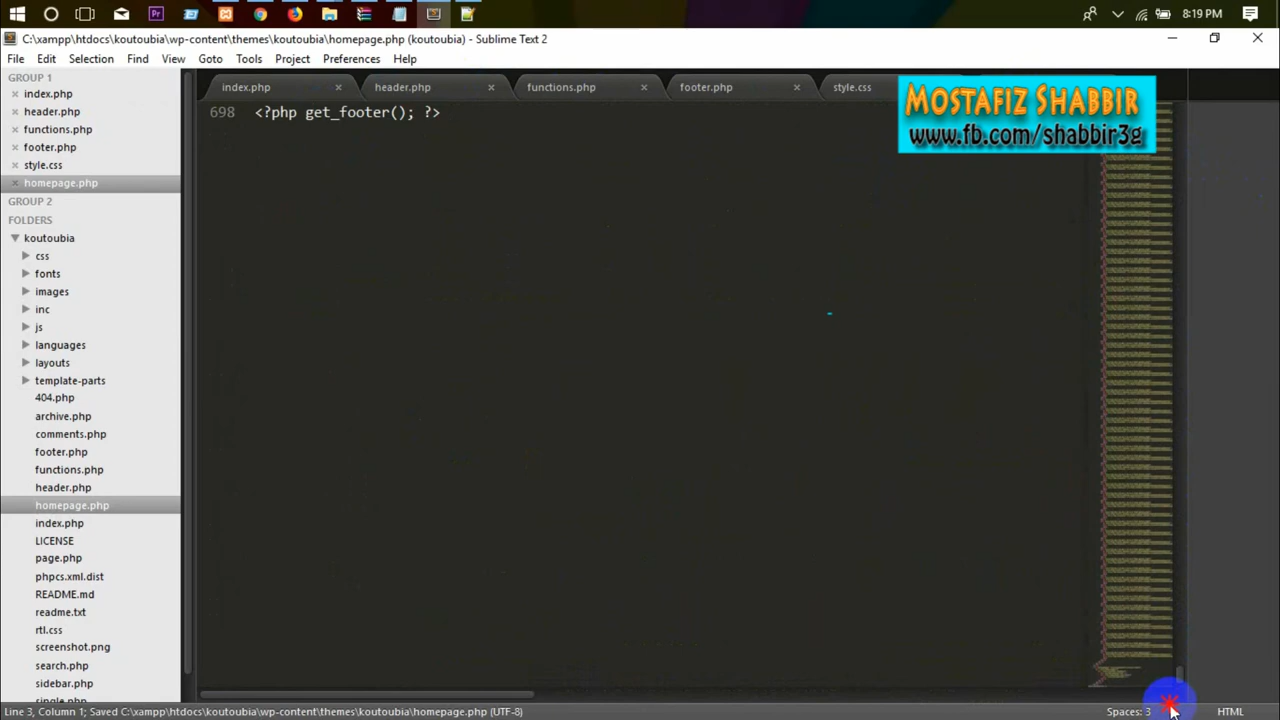 8:19 PM
C:\xampp\htdocs\koutoubia\wp-content\themes\koutoubia\homepage.php (koutoubia) - Sublime Text 2
File Edit Selection Find View Goto Tools Project Preferences Help
GROUP 1
index.php
header.php
functions.php
footer.php
style.css
homepage.php
GROUP 2
FOLDERS
koutoubia
css
fonts
images
inc
js
languages
layouts
template-parts
404.php
archive.php
comments.php
footer.php
functions.php
header.php
homepage.php
index.php
LICENSE
page.php
phpcs.xml.dist
README.md
readme.txt
rtl.css
screenshot.png
search.php
sidebar.php
single.php
index.php header.php functions.php footer.php style.css
698 <?php get_footer(); ?>
MOSTAFIZ SHABBIR
www.fb.com/shabbir3g
Line 3, Column 1; Saved C:\xampp\htdocs\koutoubia\wp-content\themes\koutoubia\homepage.php (UTF-8)
Spaces: 3
HTML